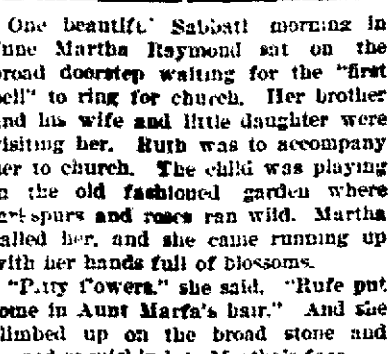 One beautiful Sabbath morning in
June Martha Raymond sat on the
broad doorstep waiting for the "first
bell" to ring for church. Her brother
and his wife and little daughter were
visiting her. Ruth was to accompany
her to church. The child was playing
in the old fashioned garden where
larkspurs and roses ran wild. Martha
called her, and she came running up
with her hands full of blossoms.
"Pitty flowers," she said. "Rufe put
some in Aunt Marfa's hair." And she
climbed up on the broad stone and